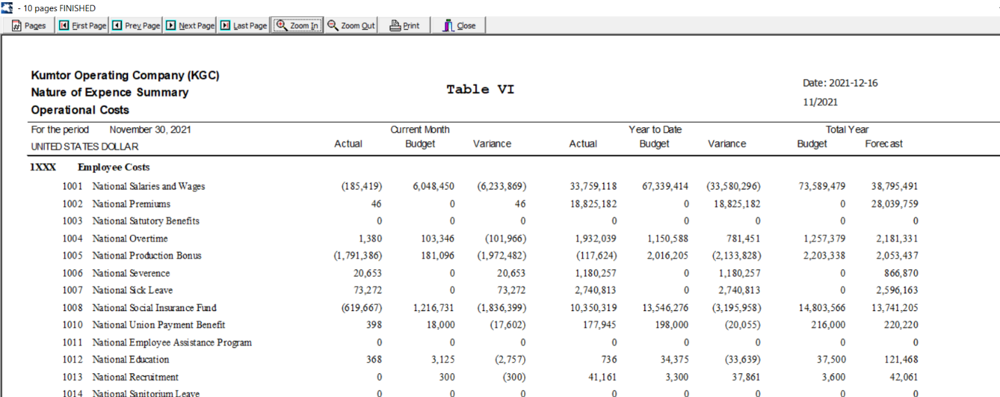 - 10 pages FINISHED
Pages First Page Prev Page Next Page Last Page Zoom In Zoom Out Print Close
Kumtor Operating Company (KGC)
Nature of Expence Summary
Operational Costs
Table VI
Date: 2021-12-16
11/2021
For the period November 30, 2021 Current Month Year to Date Total Year
UNITED STATES DOLLAR Actual Budget Variance Actual Budget Variance Budget Forecast
1XXX Employee Costs
1001 National Salaries and Wages (185,419) 6,048,450 (6,233,869) 33,759,118 67,339,414 (33,580,296) 73,589,479 38,795,491
1002 National Premiums 46 0 46 18,825,182 0 18,825,182 0 28,039,759
1003 National Satutory Benefits 0 0 0 0 0 0 0 0
1004 National Overtime 1,380 103,346 (101,966) 1,932,039 1,150,588 781,451 1,257,379 2,181,331
1005 National Production Bonus (1,791,386) 181,096 (1,972,482) (117,624) 2,016,205 (2,133,828) 2,203,338 2,053,437
1006 National Severence 20,653 0 20,653 1,180,257 0 1,180,257 0 866,870
1007 National Sick Leave 73,272 0 73,272 2,740,813 0 2,740,813 0 2,596,163
1008 National Social Insurance Fund (619,667) 1,216,731 (1,836,399) 10,350,319 13,546,276 (3,195,958) 14,803,566 13,741,205
1010 National Union Payment Benefit 398 18,000 (17,602) 177,945 198,000 (20,055) 216,000 220,220
1011 National Employee Assistance Program 0 0 0 0 0 0 0 0
1012 National Education 368 3,125 (2,757) 736 34,375 (33,639) 37,500 121,468
1013 National Recruitment 0 300 (300) 41,161 3,300 37,861 3,600 42,061
1014 National Sanitorium Leave 0 0 0 0 0 0 0 0